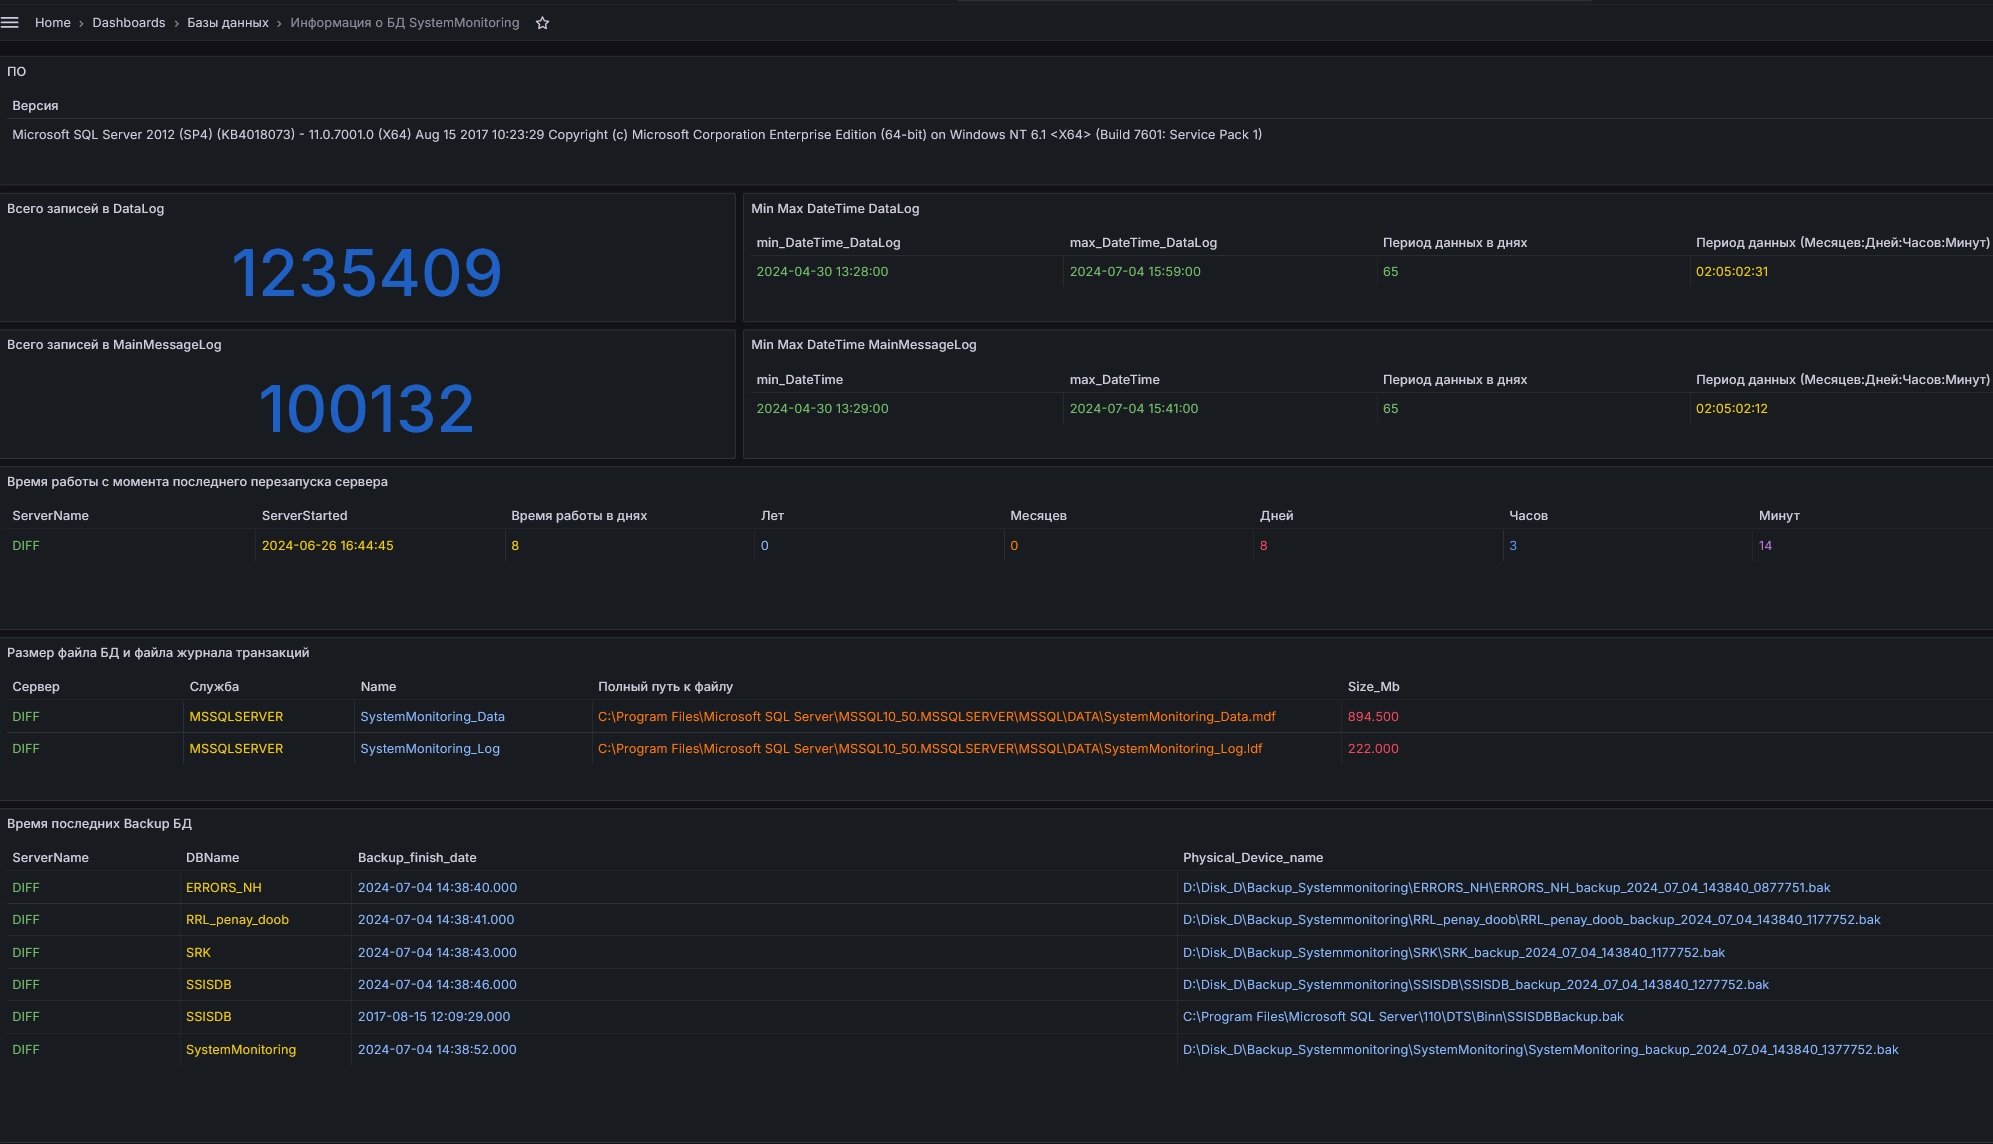 Home › Dashboards › Базы данных › Информация о БД SystemMonitoring
ПО
Версия
Microsoft SQL Server 2012 (SP4) (KB4018073) - 11.0.7001.0 (X64) Aug 15 2017 10:23:29 Copyright (c) Microsoft Corporation Enterprise Edition (64-bit) on Windows NT 6.1 <X64> (Build 7601: Service Pack 1)
Всего записей в DataLog
1235409
Min Max DateTime DataLog
min_DateTime_DataLog max_DateTime_DataLog Период данных в днях Период данных (Месяцев:Дней:Часов:Минут)
2024-04-30 13:28:00 2024-07-04 15:59:00 65 02:05:02:31
Всего записей в MainMessageLog
100132
Min Max DateTime MainMessageLog
min_DateTime max_DateTime Период данных в днях Период данных (Месяцев:Дней:Часов:Минут)
2024-04-30 13:29:00 2024-07-04 15:41:00 65 02:05:02:12
Время работы с момента последнего перезапуска сервера
ServerName ServerStarted Время работы в днях Лет Месяцев Дней Часов Минут
DIFF 2024-06-26 16:44:45 8 0 0 8 3 14
Размер файла БД и файла журнала транзакций
Сервер Служба Name Полный путь к файлу Size_Mb
DIFF MSSQLSERVER SystemMonitoring_Data C:\Program Files\Microsoft SQL Server\MSSQL10_50.MSSQLSERVER\MSSQL\DATA\SystemMonitoring_Data.mdf 894.500
DIFF MSSQLSERVER SystemMonitoring_Log C:\Program Files\Microsoft SQL Server\MSSQL10_50.MSSQLSERVER\MSSQL\DATA\SystemMonitoring_Log.ldf 222.000
Время последних Backup БД
ServerName DBName Backup_finish_date Physical_Device_name
DIFF ERRORS_NH 2024-07-04 14:38:40.000 D:\Disk_D\Backup_Systemmonitoring\ERRORS_NH\ERRORS_NH_backup_2024_07_04_143840_0877751.bak
DIFF RRL_penay_doob 2024-07-04 14:38:41.000 D:\Disk_D\Backup_Systemmonitoring\RRL_penay_doob\RRL_penay_doob_backup_2024_07_04_143840_1177752.bak
DIFF SRK 2024-07-04 14:38:43.000 D:\Disk_D\Backup_Systemmonitoring\SRK\SRK_backup_2024_07_04_143840_1177752.bak
DIFF SSISDB 2024-07-04 14:38:46.000 D:\Disk_D\Backup_Systemmonitoring\SSISDB\SSISDB_backup_2024_07_04_143840_1277752.bak
DIFF SSISDB 2017-08-15 12:09:29.000 C:\Program Files\Microsoft SQL Server\110\DTS\Binn\SSISDBBackup.bak
DIFF SystemMonitoring 2024-07-04 14:38:52.000 D:\Disk_D\Backup_Systemmonitoring\SystemMonitoring\SystemMonitoring_backup_2024_07_04_143840_1377752.bak